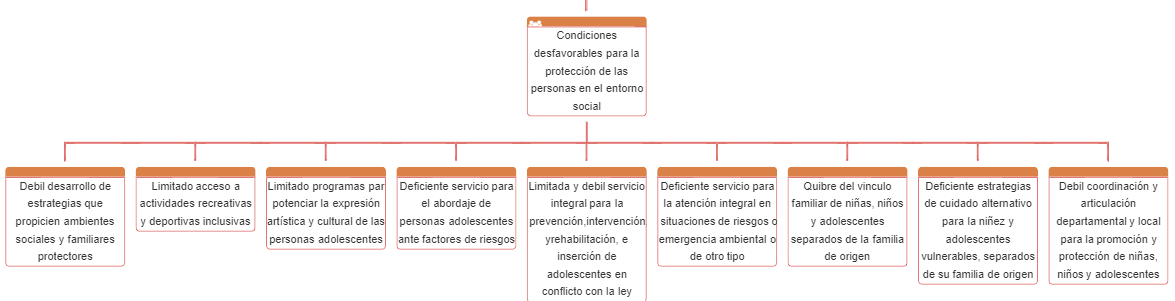 Condiciones
desfavorables para la
protección de las
personas en el entorno
social
Debil desarrollo de
estrategias que
propicien ambientes
sociales y familiares
protectores
Limitado acceso a
actividades recreativas
y deportivas inclusivas
Limitado programas par
potenciar la expresión
artística y cultural de las
personas adolescentes
Deficiente servicio para
el abordaje de
personas adolescentes
ante factores de riesgos
Limitada y debil servicio
integral para la
prevención,intervención,
yrehabilitación, e
inserción de
adolescentes en
conflicto con la ley
Deficiente servicio para
la atención integral en
situaciones de riesgos o
emergencia ambiental o
de otro tipo
Quibre del vinculo
familiar de niñas, niños
y adolescentes
separados de la familia
de origen
Deficiente estrategias
de cuidado alternativo
para la niñez y
adolescentes
vulnerables, separados
de su familia de origen
Debil coordinación y
articulación
departamental y local
para la promoción y
protección de niñas,
niños y adolescentes